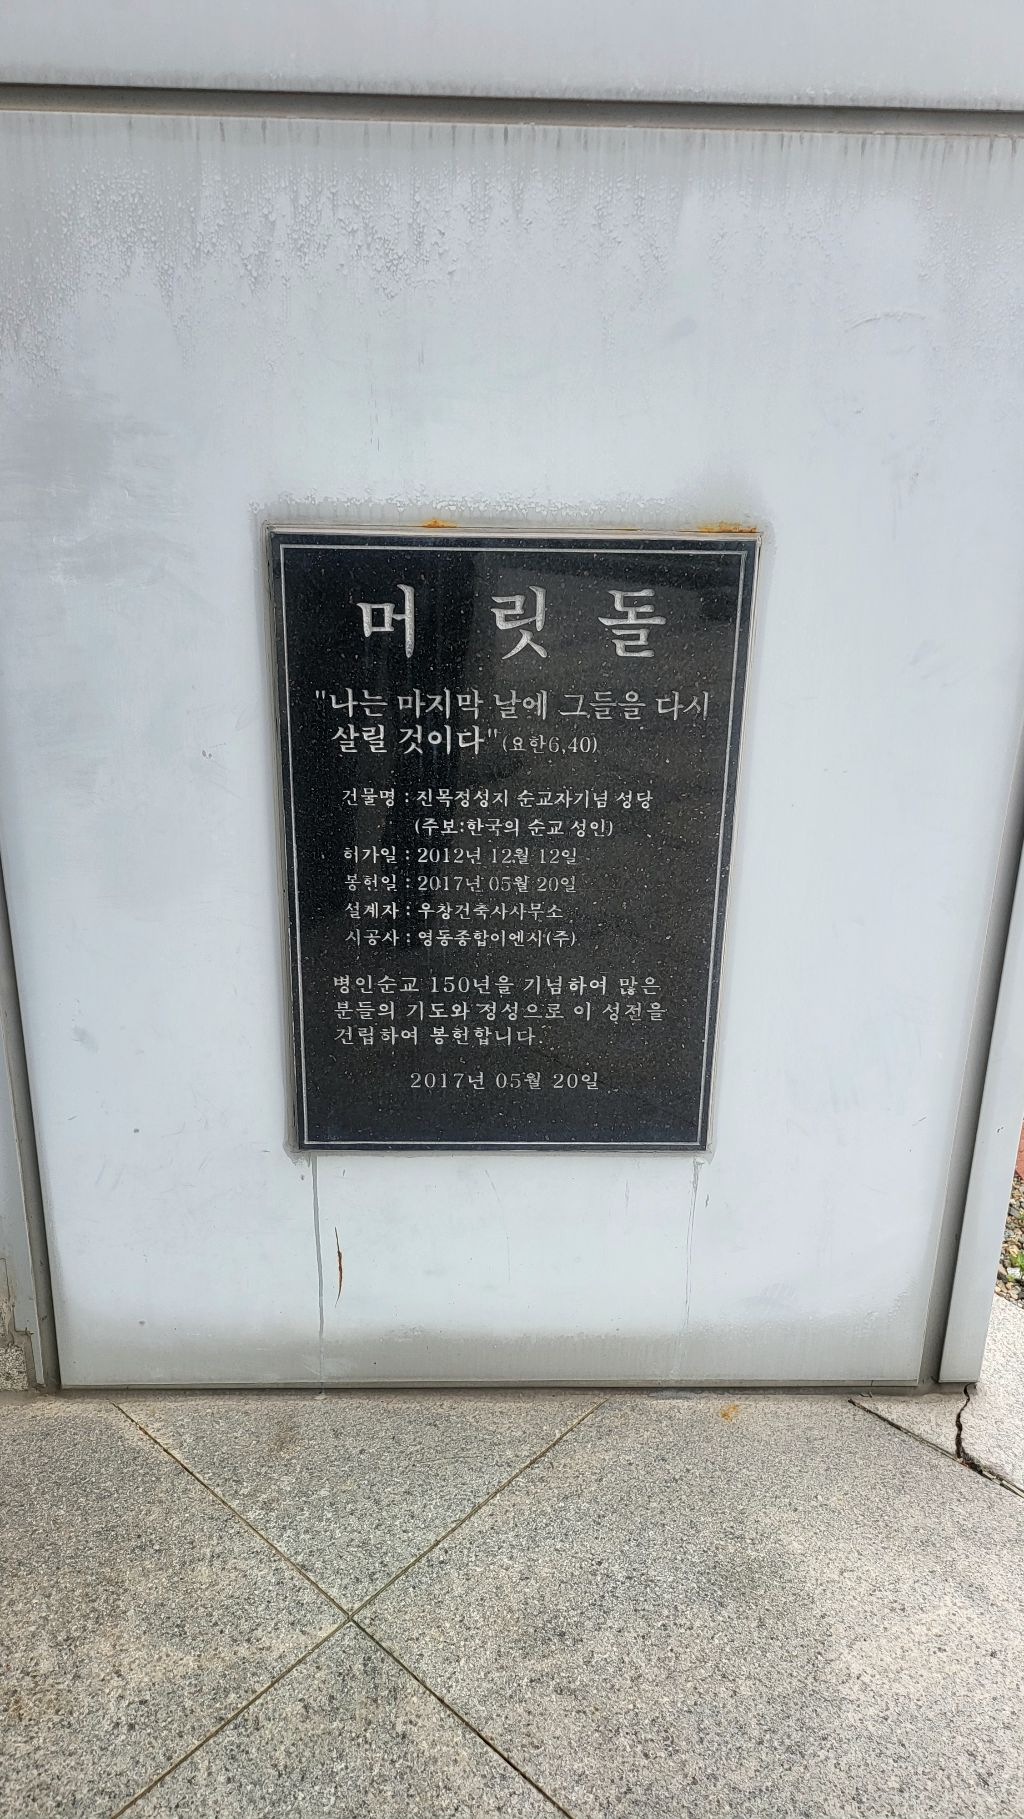 머 릿 돌
"나는 마지막 날에 그들을 다시
살릴 것이다"(요한6,40)
건물명 : 진목정성지 순교자기념 성당
(주보:한국의 순교 성인)
허가일 : 2012년 12월 12일
봉헌일 : 2017년 05월 20일
설계자 : 우창건축사사무소
시공사 : 영동종합이엔시(주)
병인순교 150년을 기념하여 많은
분들의 기도와 정성으로 이 성전을
건립하여 봉헌합니다.
2017년 05월 20일